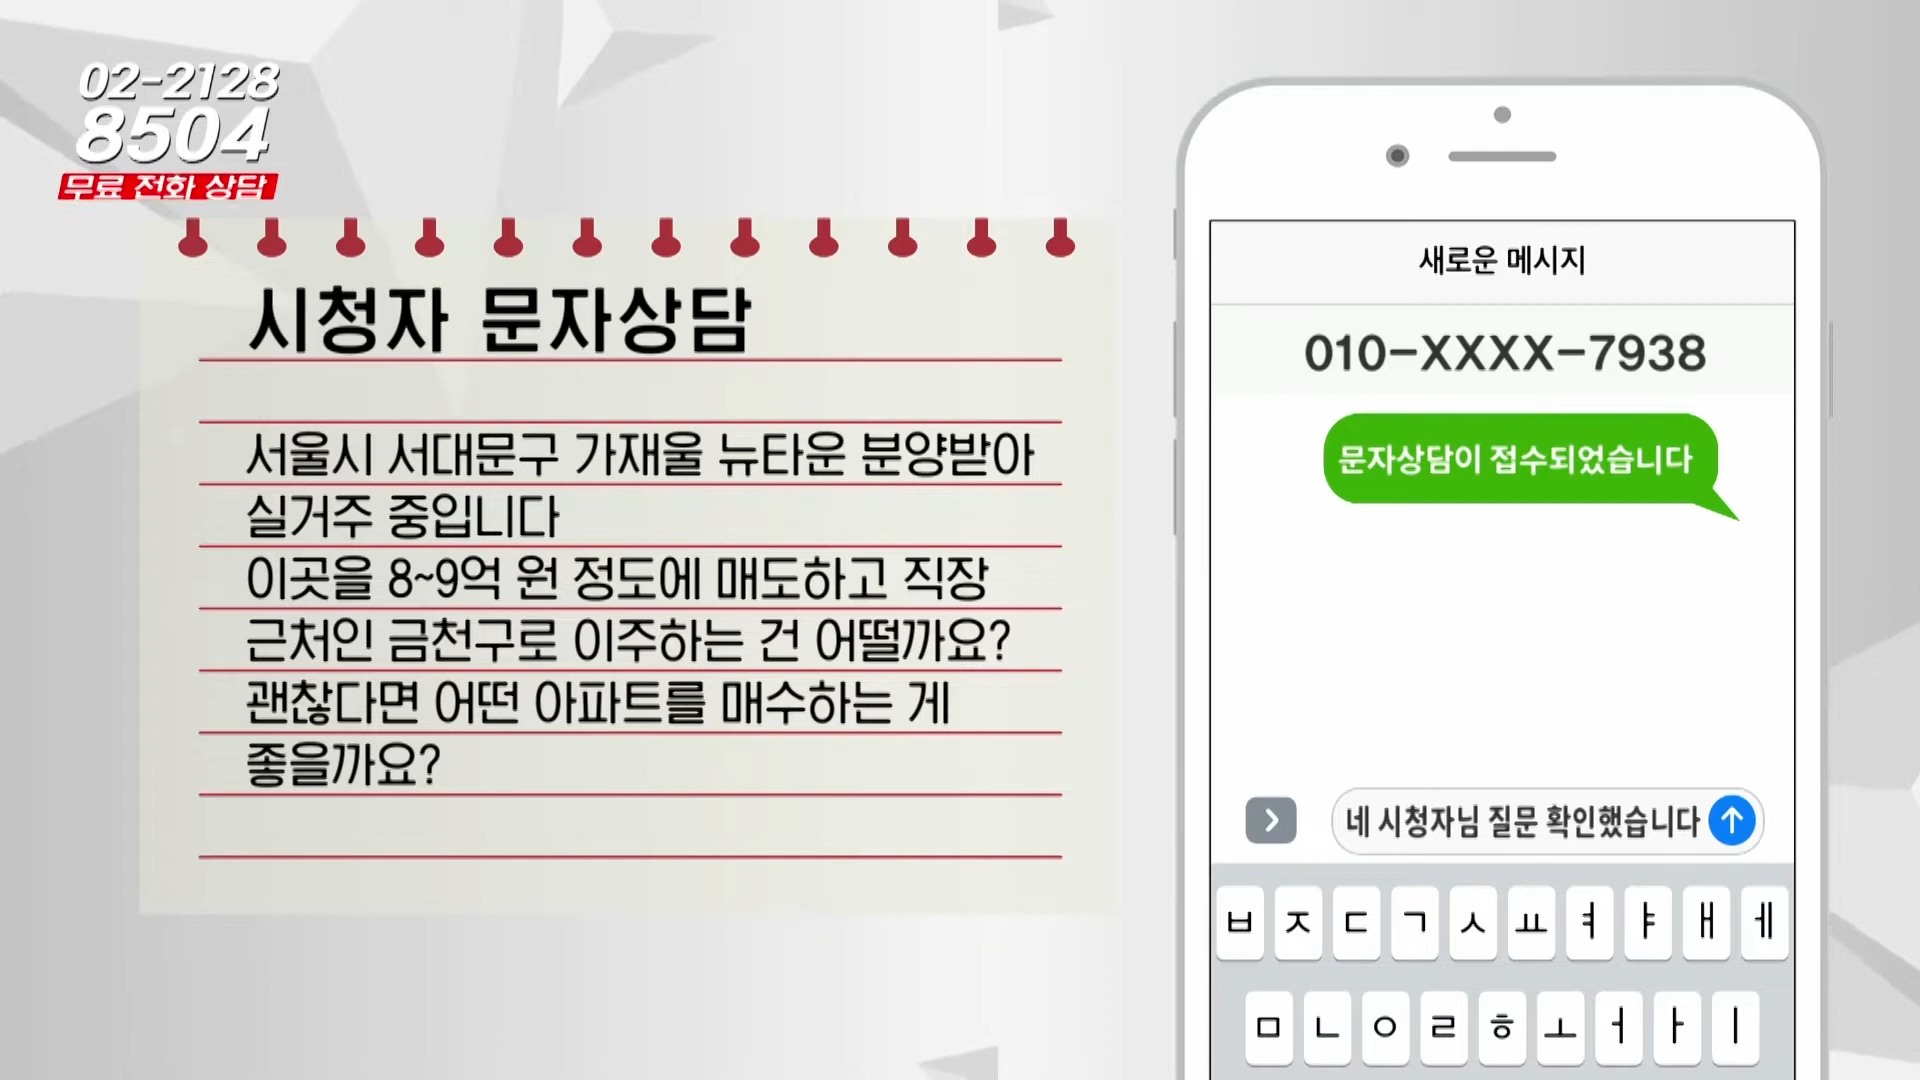 02-2128
8504
무료 전화 상담
시청자 문자상담
서울시 서대문구 가재울 뉴타운 분양받아
실거주 중입니다
이곳을 8~9억 원 정도에 매도하고 직장
근처인 금천구로 이주하는 건 어떨까요?
괜찮다면 어떤 아파트를 매수하는 게
좋을까요?
새로운 메시지
010-XXXX-7938
문자상담이 접수되었습니다
네 시청자님 질문 확인했습니다
ㅂ ㅈ ㄷ ㄱ ㅅ ㅛ ㅕ ㅑ ㅐ ㅔ
ㅁ ㄴ ㅇ ㄹ ㅎ ㅗ ㅓ ㅏ ㅣ